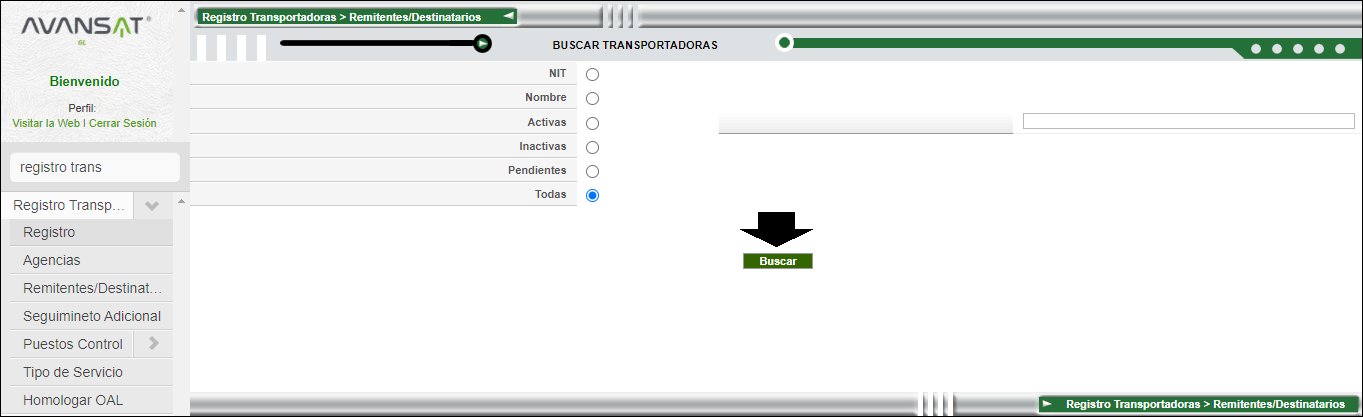 AVANSAT®
GL
Bienvenido
Perfil:
Visitar la Web I Cerrar Sesión
registro trans
Registro Transp...
Registro
Agencias
Remitentes/Destinat...
Seguimineto Adicional
Puestos Control
Tipo de Servicio
Homologar OAL
Registro Transportadoras > Remitentes/Destinatarios
BUSCAR TRANSPORTADORAS
NIT
Nombre
Activas
Inactivas
Pendientes
Todas
Buscar
Registro Transportadoras > Remitentes/Destinatarios